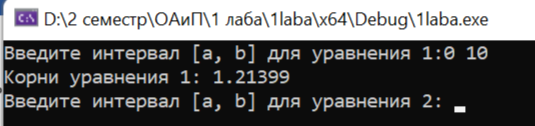 D:\2 семестр\ОАиП\1 лаба\1laba\x64\Debug\1laba.exe
Введите интервал [a, b] для уравнения 1:0 10
Корни уравнения 1: 1.21399
Введите интервал [a, b] для уравнения 2: